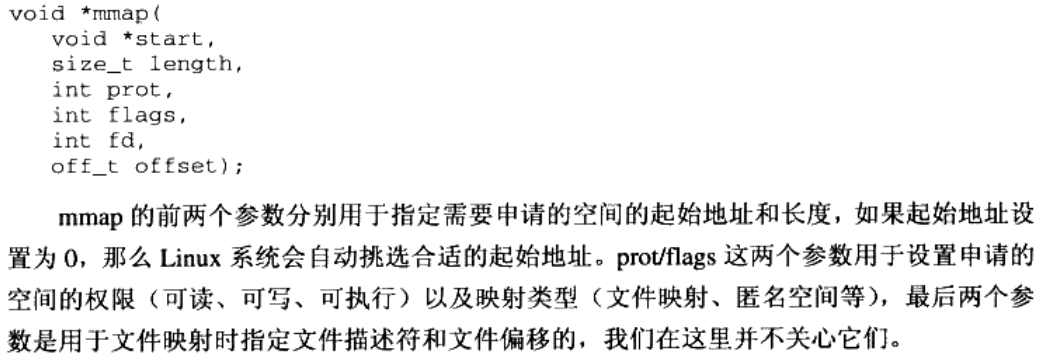 void *mmap(
void *start,
size_t length,
int prot,
int flags,
int fd,
off_t offset);
mmap 的前两个参数分别用于指定需要申请的空间的起始地址和长度，如果起始地址设
置为 0，那么 Linux 系统会自动挑选合适的起始地址。prot/flags 这两个参数用于设置申请的
空间的权限（可读、可写、可执行）以及映射类型（文件映射、匿名空间等），最后两个参
数是用于文件映射时指定文件描述符和文件偏移的，我们在这里并不关心它们。